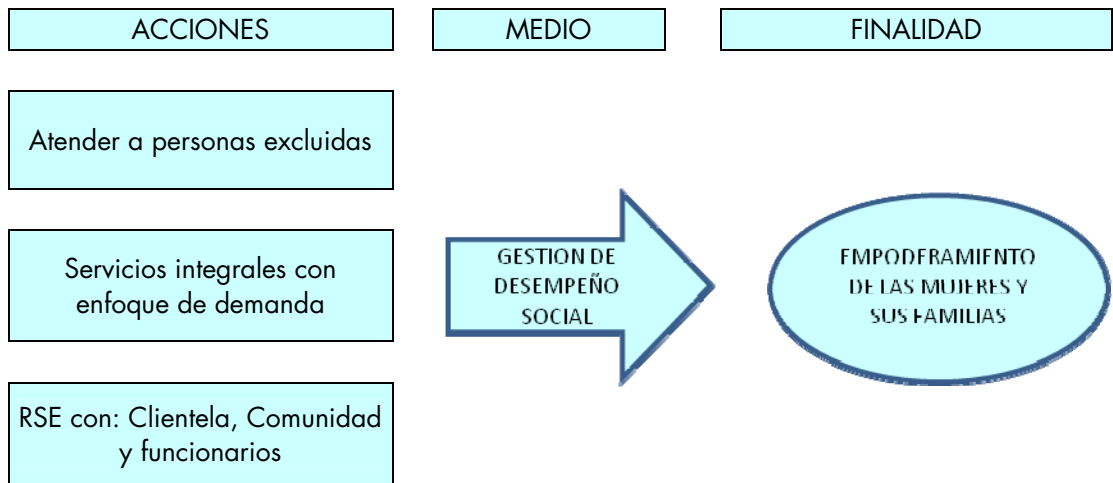 ACCIONES
MEDIO
FINALIDAD
Atender a personas excluidas
Servicios integrales con
enfoque de demanda
RSE con: Clientela, Comunidad
y funcionarios
GESTION DE
DESEMPEÑO
SOCIAL
EMPODERAMIENTO
DE LAS MUJERES Y
SUS FAMILIAS